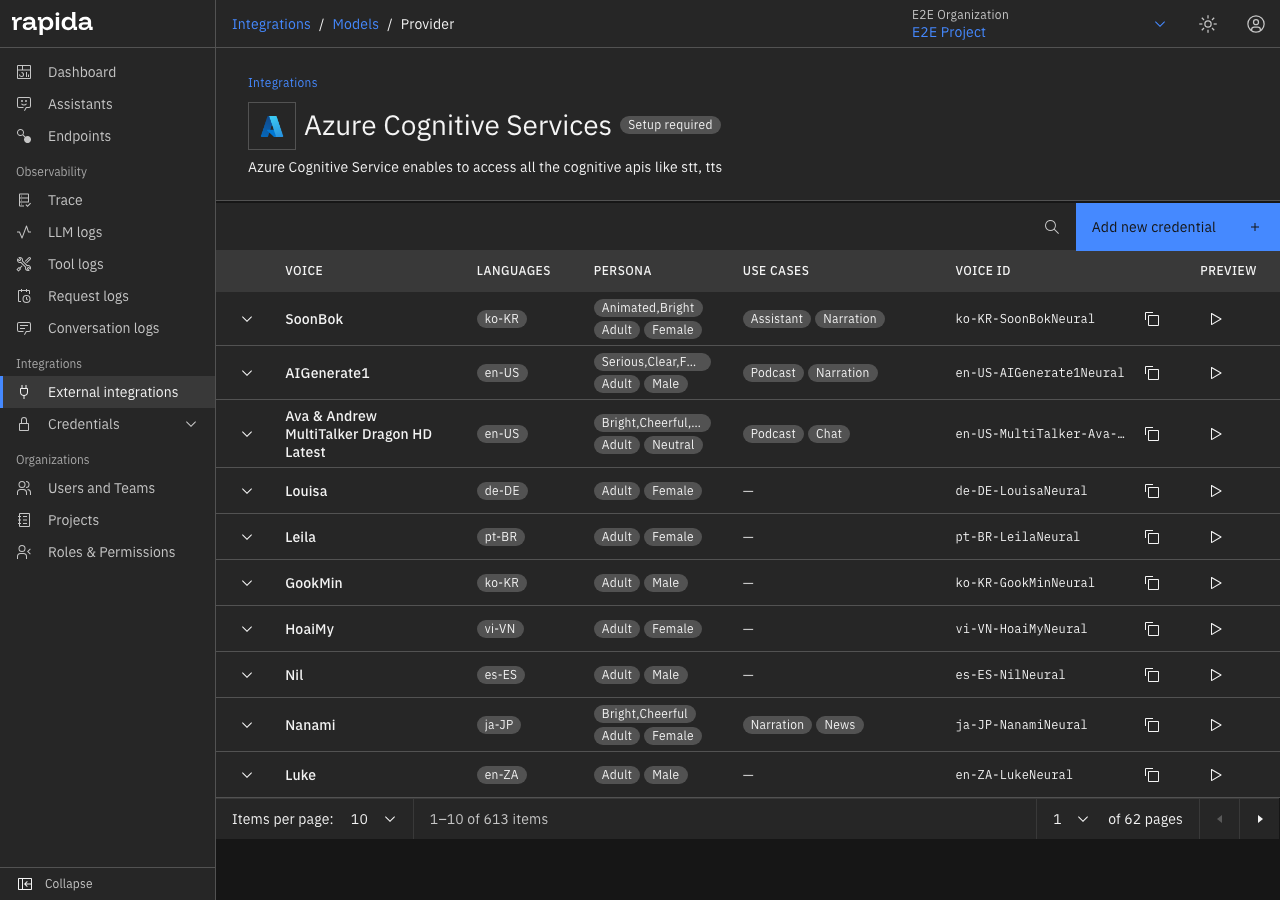 rapida
Integrations / Models / Provider
E2E Organization
E2E Project
Dashboard
Assistants
Endpoints
Observability
Trace
LLM logs
Tool logs
Request logs
Conversation logs
Integrations
External integrations
Credentials
Organizations
Users and Teams
Projects
Roles & Permissions
Collapse
Integrations
Azure Cognitive Services Setup required
Azure Cognitive Service enables to access all the cognitive apis like stt, tts
Add new credential +
VOICE LANGUAGES PERSONA USE CASES VOICE ID PREVIEW
SoonBok ko-KR Animated,Bright Adult Female Assistant Narration ko-KR-SoonBokNeural
AIGenerate1 en-US Serious,Clear,F... Adult Male Podcast Narration en-US-AIGenerate1Neural
Ava & Andrew
MultiTalker Dragon HD
Latest
en-US Bright,Cheerful,... Adult Neutral Podcast Chat en-US-MultiTalker-Ava-…
Louisa de-DE Adult Female — de-DE-LouisaNeural
Leila pt-BR Adult Female — pt-BR-LeilaNeural
GookMin ko-KR Adult Male — ko-KR-GookMinNeural
HoaiMy vi-VN Adult Female — vi-VN-HoaiMyNeural
Nil es-ES Adult Male — es-ES-NilNeural
Nanami ja-JP Bright,Cheerful Adult Female Narration News ja-JP-NanamiNeural
Luke en-ZA Adult Male — en-ZA-LukeNeural
Items per page: 10 1–10 of 613 items 1 of 62 pages